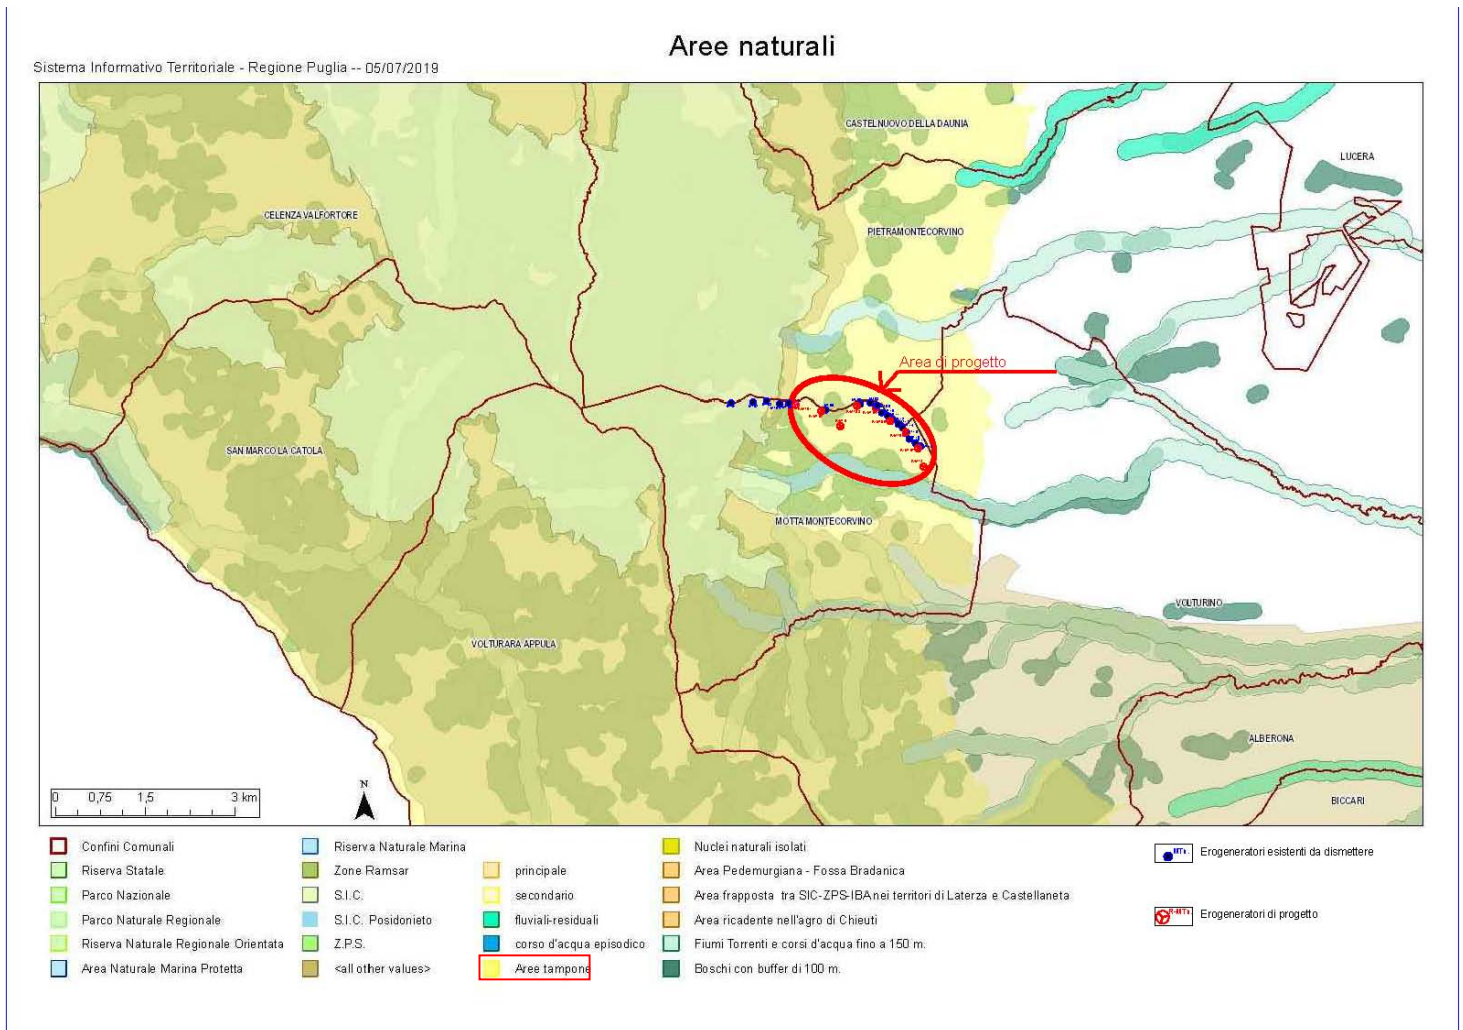 Aree naturali
Sistema Informativo Territoriale - Regione Puglia -- 05/07/2019
CASTELNUOVO DELLA DAUNIA
LUCERA
CELENZA VALFORTORE
PIETRAMONTECORVINO
Area di progetto
SAN MARCO LA CATOLA
MOTTA MONTECORVINO
VOLTURINO
VOLTURARA APPULA
ALBERONA
BICCARI
0 0,75 1,5 3 km
N
Confini Comunali
Riserva Statale
Parco Nazionale
Parco Naturale Regionale
Riserva Naturale Regionale Orientata
Area Naturale Marina Protetta
Riserva Naturale Marina
Zone Ramsar
S.I.C.
S.I.C. Posidonieto
Z.P.S.
<all other values>
principale
secondario
fluviali-residuali
corso d'acqua episodico
Aree tampone
Nuclei naturali isolati
Area Pedemurgiana - Fossa Bradanica
Area frapposta tra SIC-ZPS-IBA nei territori di Laterza e Castellaneta
Area ricadente nell'agro di Chieuti
Fiumi Torrenti e corsi d'acqua fino a 150 m.
Boschi con buffer di 100 m.
Erogeneratori esistenti da dismettere
Erogeneratori di progetto